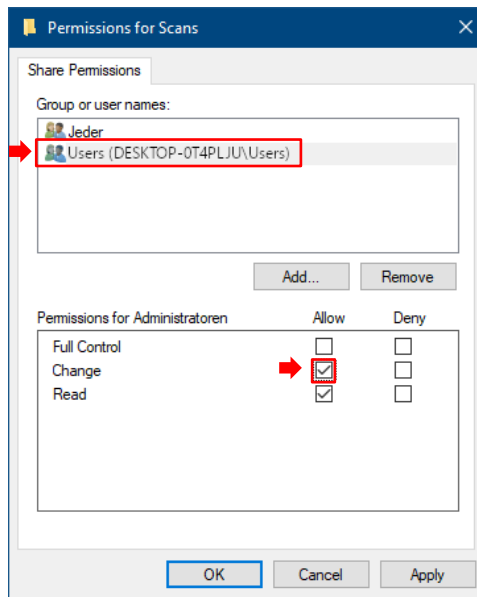 Permissions for Scans
Share Permissions
Group or user names:
Jeder
Users (DESKTOP-0T4PLJU\Users)
Add... Remove
Permissions for Administratoren Allow Deny
Full Control
Change
Read
OK Cancel Apply